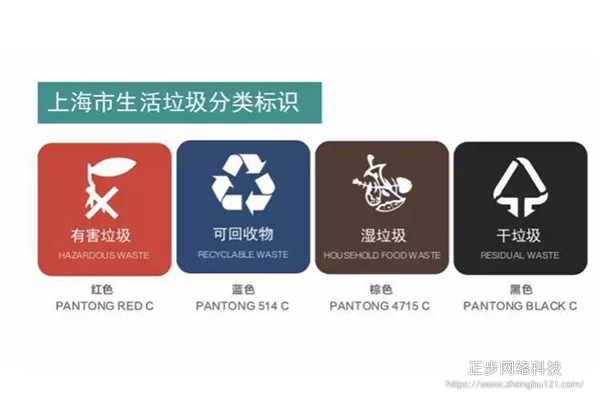 上海市生活垃圾分类标识
有害垃圾
HAZARDOUS WASTE
可回收物
RECYCLABLE WASTE
湿垃圾
HOUSEHOLD FOOD WASTE
干垃圾
RESIDUAL WASTE
红色
PANTONG RED C
蓝色
PANTONG 514 C
棕色
PANTONG 4715 C
黑色
PANTONG BLACK C
正步网络科技
https://www.zhengbu121.com/